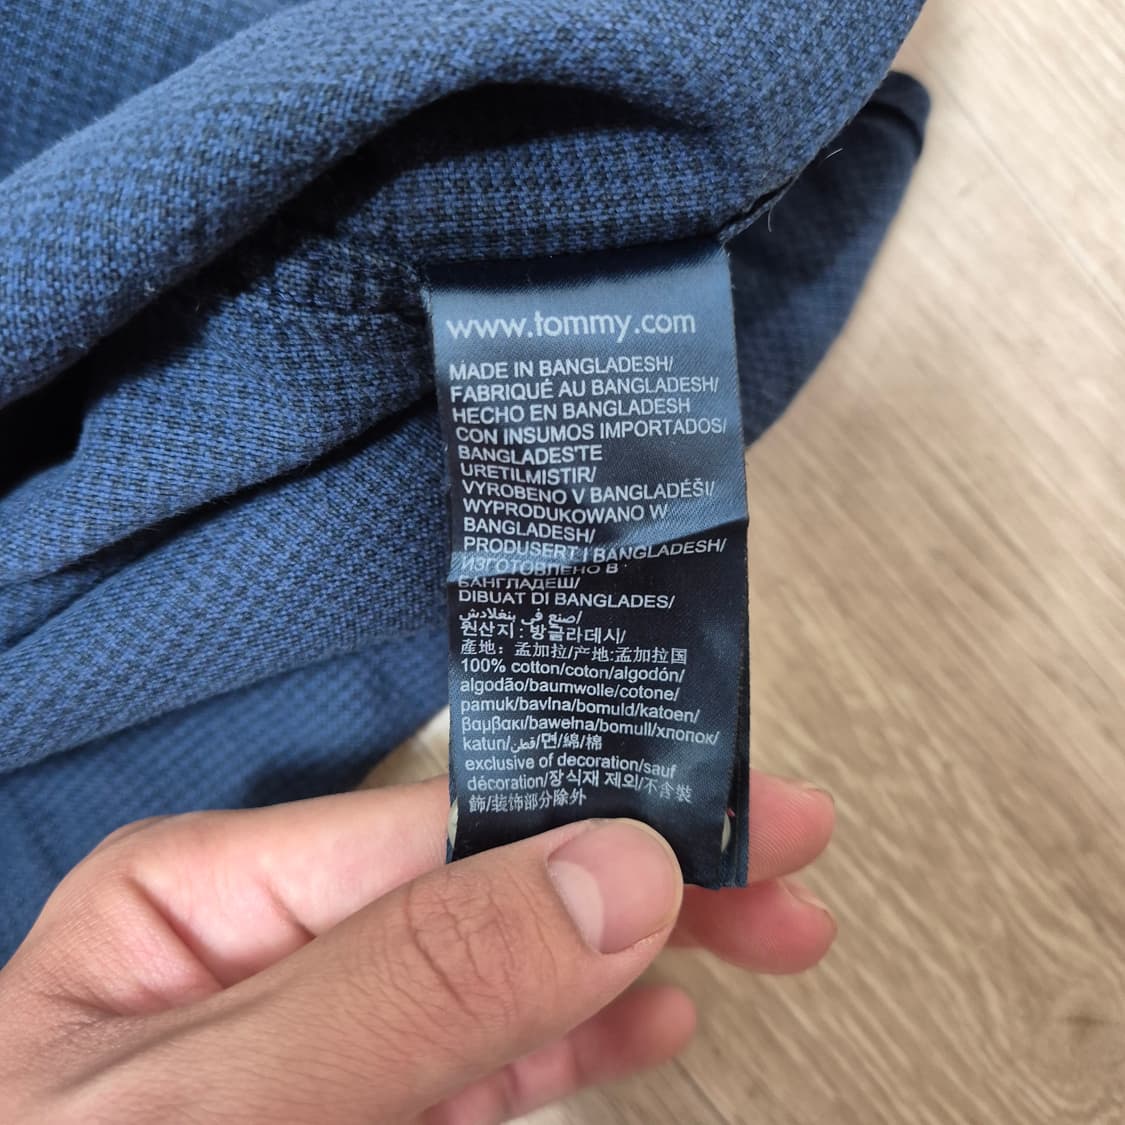 www.tommy.com
MADE IN BANGLADESH/
FABRIQUÉ AU BANGLADESH/
HECHO EN BANGLADESH
CON INSUMOS IMPORTADOS/
BANGLADES'TE
URETILMISTIR/
VYROBENO V BANGLADÉŠI/
WYPRODUKOWANO W
BANGLADESH/
PRODUSERT I BANGLADESH/
ИЗГОТОВЛЕНО В
БАНГЛАДЕШ/
DIBUAT DI BANGLADES/
صنع في بنغلادش/
원산지: 방글라데시/
產地: 孟加拉/产地:孟加拉国
100% cotton/coton/algodón/
algodão/baumwolle/cotone/
pamuk/bavlna/bomuld/katoen/
βαμβακι/bawełna/bomull/хлопок/
katun/قطن/면/綿/棉
exclusive of decoration/sauf
décoration/장식재 제외/不含裝
飾/装饰部分除外